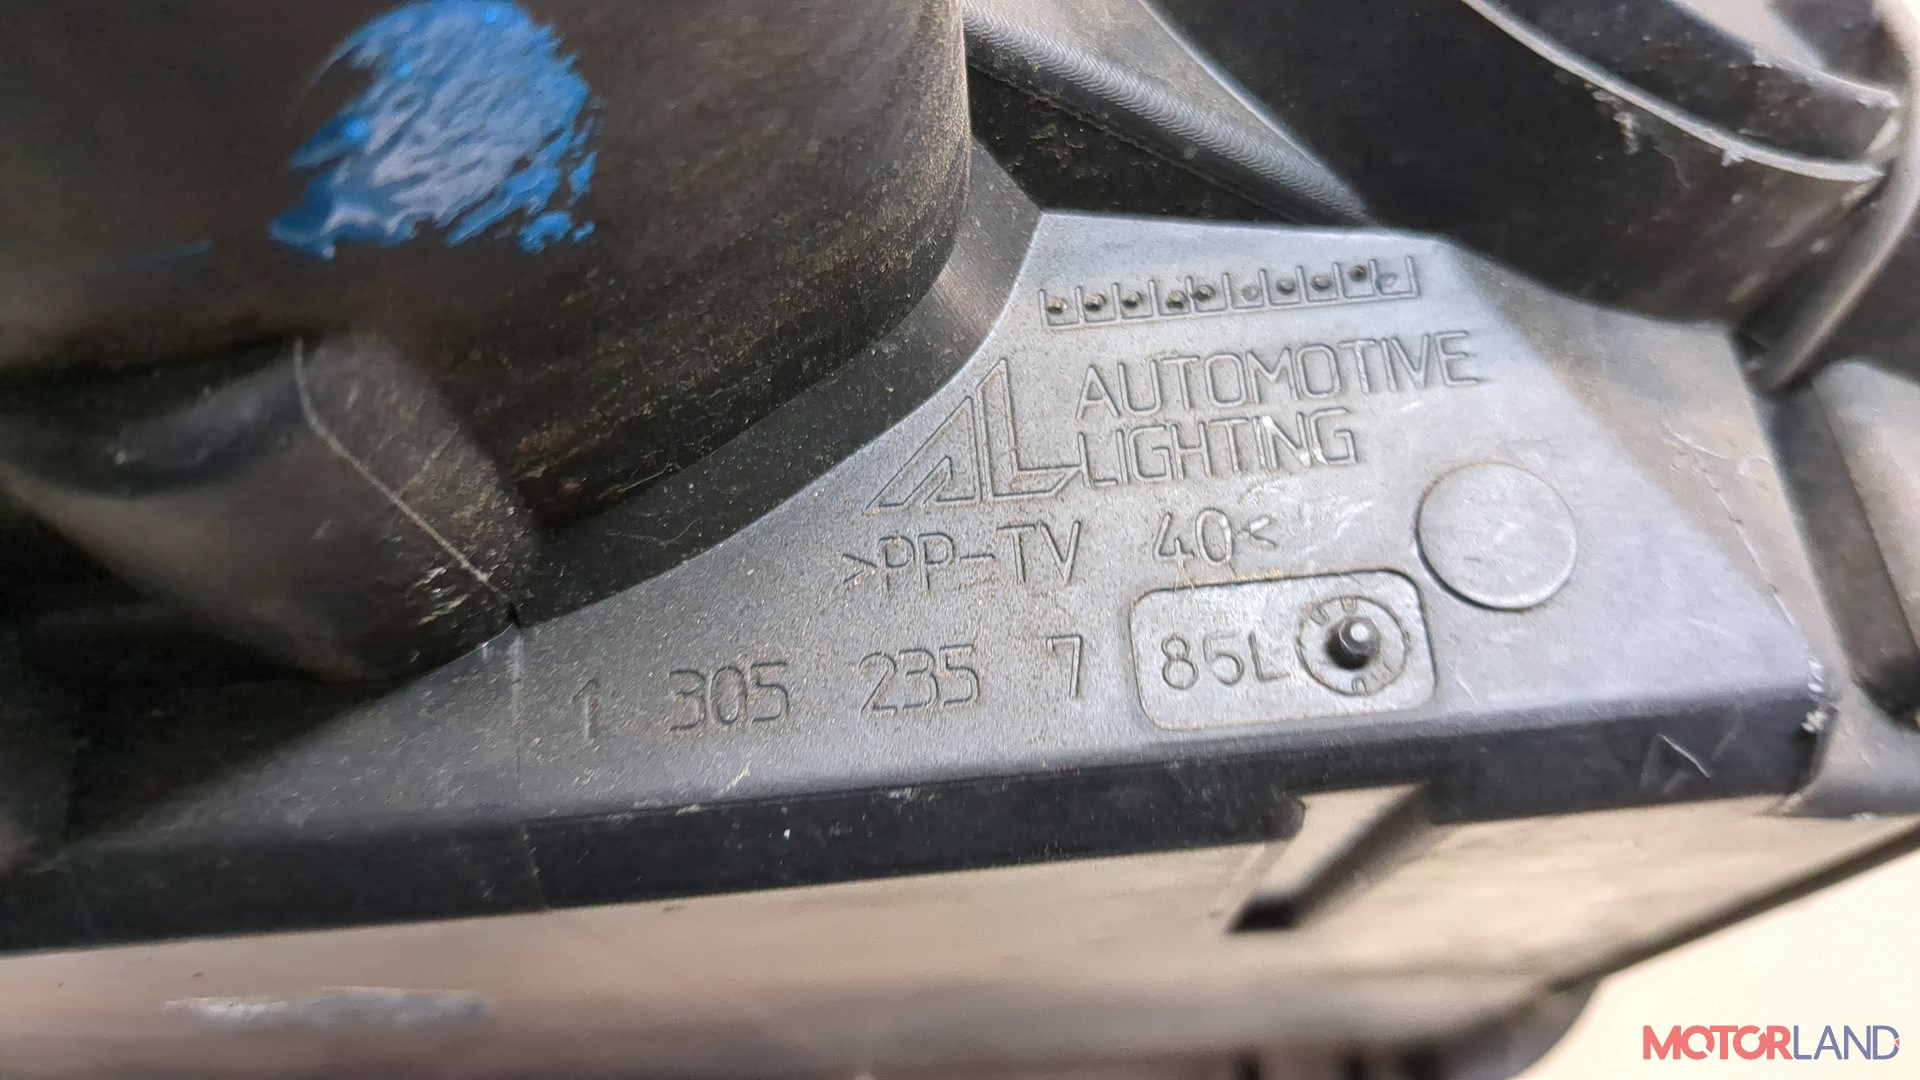 AL AUTOMOTIVE
LIGHTING
>PP-TV 40<
1 305 235 7 85L
MOTORLAND